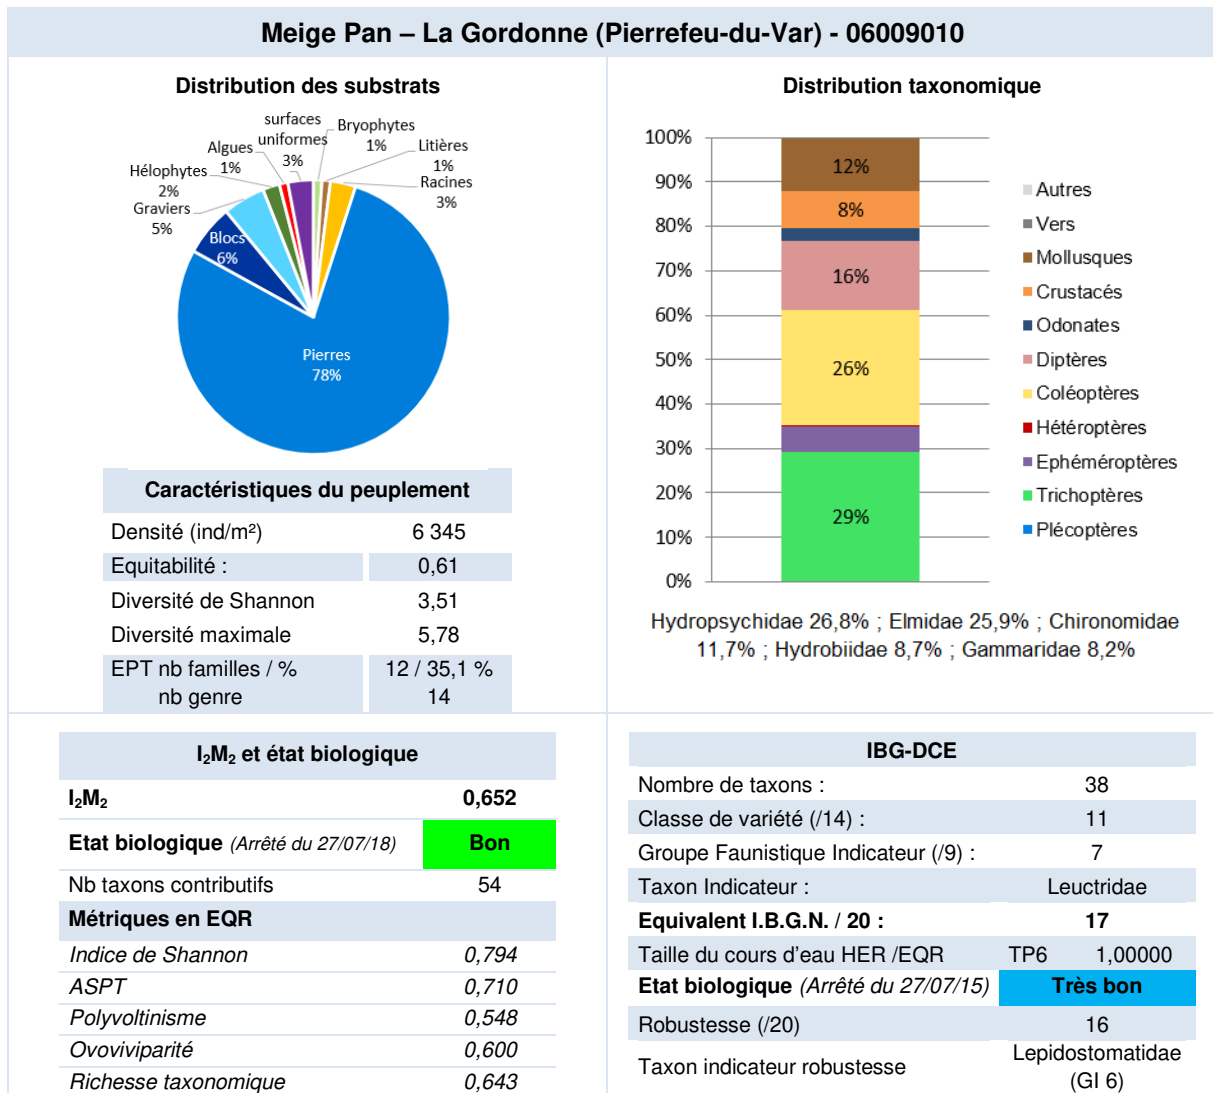 Meige Pan – La Gordonne (Pierrefeu-du-Var) - 06009010
Distribution des substrats
surfaces
uniformes
3%
Bryophytes
1%
Algues
1%
Litières
1%
Hélophytes
2%
Racines
3%
Graviers
5%
Blocs
6%
Pierres
78%
Caractéristiques du peuplement
Densité (ind/m²) 6 345
Equitabilité : 0,61
Diversité de Shannon 3,51
Diversité maximale 5,78
EPT nb familles / % 12 / 35,1 %
nb genre 14
Distribution taxonomique
100%
90%
80%
70%
60%
50%
40%
30%
20%
10%
0%
12%
8%
16%
26%
29%
Autres
Vers
Mollusques
Crustacés
Odonates
Diptères
Coléoptères
Hétéroptères
Ephéméroptères
Trichoptères
Plécoptères
Hydropsychidae 26,8% ; Elmidae 25,9% ; Chironomidae
11,7% ; Hydrobiidae 8,7% ; Gammaridae 8,2%
I₂M₂ et état biologique
I₂M₂ 0,652
Etat biologique (Arrêté du 27/07/18) Bon
Nb taxons contributifs 54
Métriques en EQR
Indice de Shannon 0,794
ASPT 0,710
Polyvoltinisme 0,548
Ovoviviparité 0,600
Richesse taxonomique 0,643
IBG-DCE
Nombre de taxons : 38
Classe de variété (/14) : 11
Groupe Faunistique Indicateur (/9) : 7
Taxon Indicateur : Leuctridae
Equivalent I.B.G.N. / 20 : 17
Taille du cours d'eau HER /EQR TP6 1,00000
Etat biologique (Arrêté du 27/07/15) Très bon
Robustesse (/20) 16
Taxon indicateur robustesse Lepidostomatidae
(GI 6)